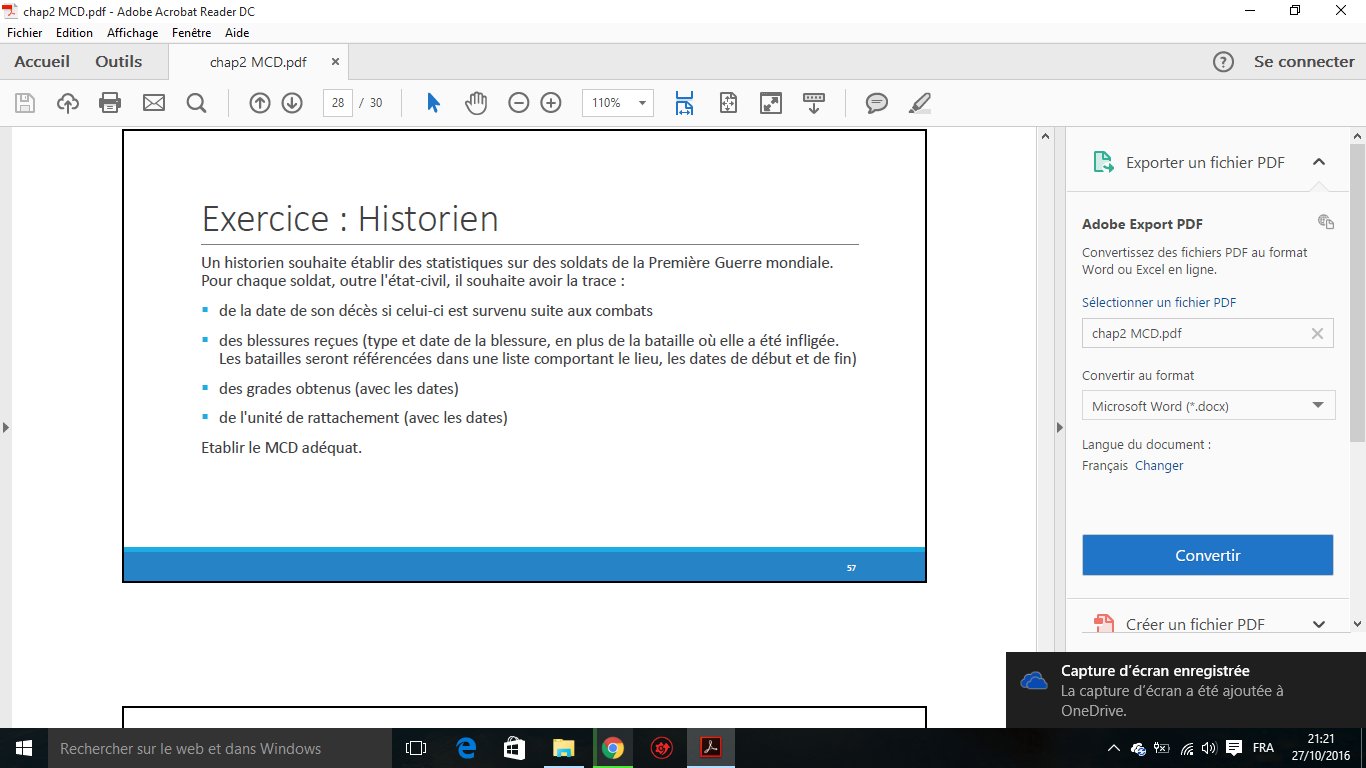 chap2 MCD.pdf - Adobe Acrobat Reader DC
Fichier Edition Affichage Fenêtre Aide
Accueil Outils chap2 MCD.pdf × ? Se connecter
28 / 30 110%
Exercice : Historien
Un historien souhaite établir des statistiques sur des soldats de la Première Guerre mondiale.
Pour chaque soldat, outre l'état-civil, il souhaite avoir la trace :
▪ de la date de son décès si celui-ci est survenu suite aux combats
▪ des blessures reçues (type et date de la blessure, en plus de la bataille où elle a été infligée.
Les batailles seront référencées dans une liste comportant le lieu, les dates de début et de fin)
▪ des grades obtenus (avec les dates)
▪ de l'unité de rattachement (avec les dates)
Etablir le MCD adéquat.
57
Exporter un fichier PDF
Adobe Export PDF
Convertissez des fichiers PDF au format
Word ou Excel en ligne.
Sélectionner un fichier PDF
chap2 MCD.pdf
Convertir au format
Microsoft Word (*.docx)
Langue du document :
Français Changer
Convertir
Créer un fichier PDF
Capture d'écran enregistrée
La capture d'écran a été ajoutée à
OneDrive.
Rechercher sur le web et dans Windows
FRA
21:21
27/10/2016